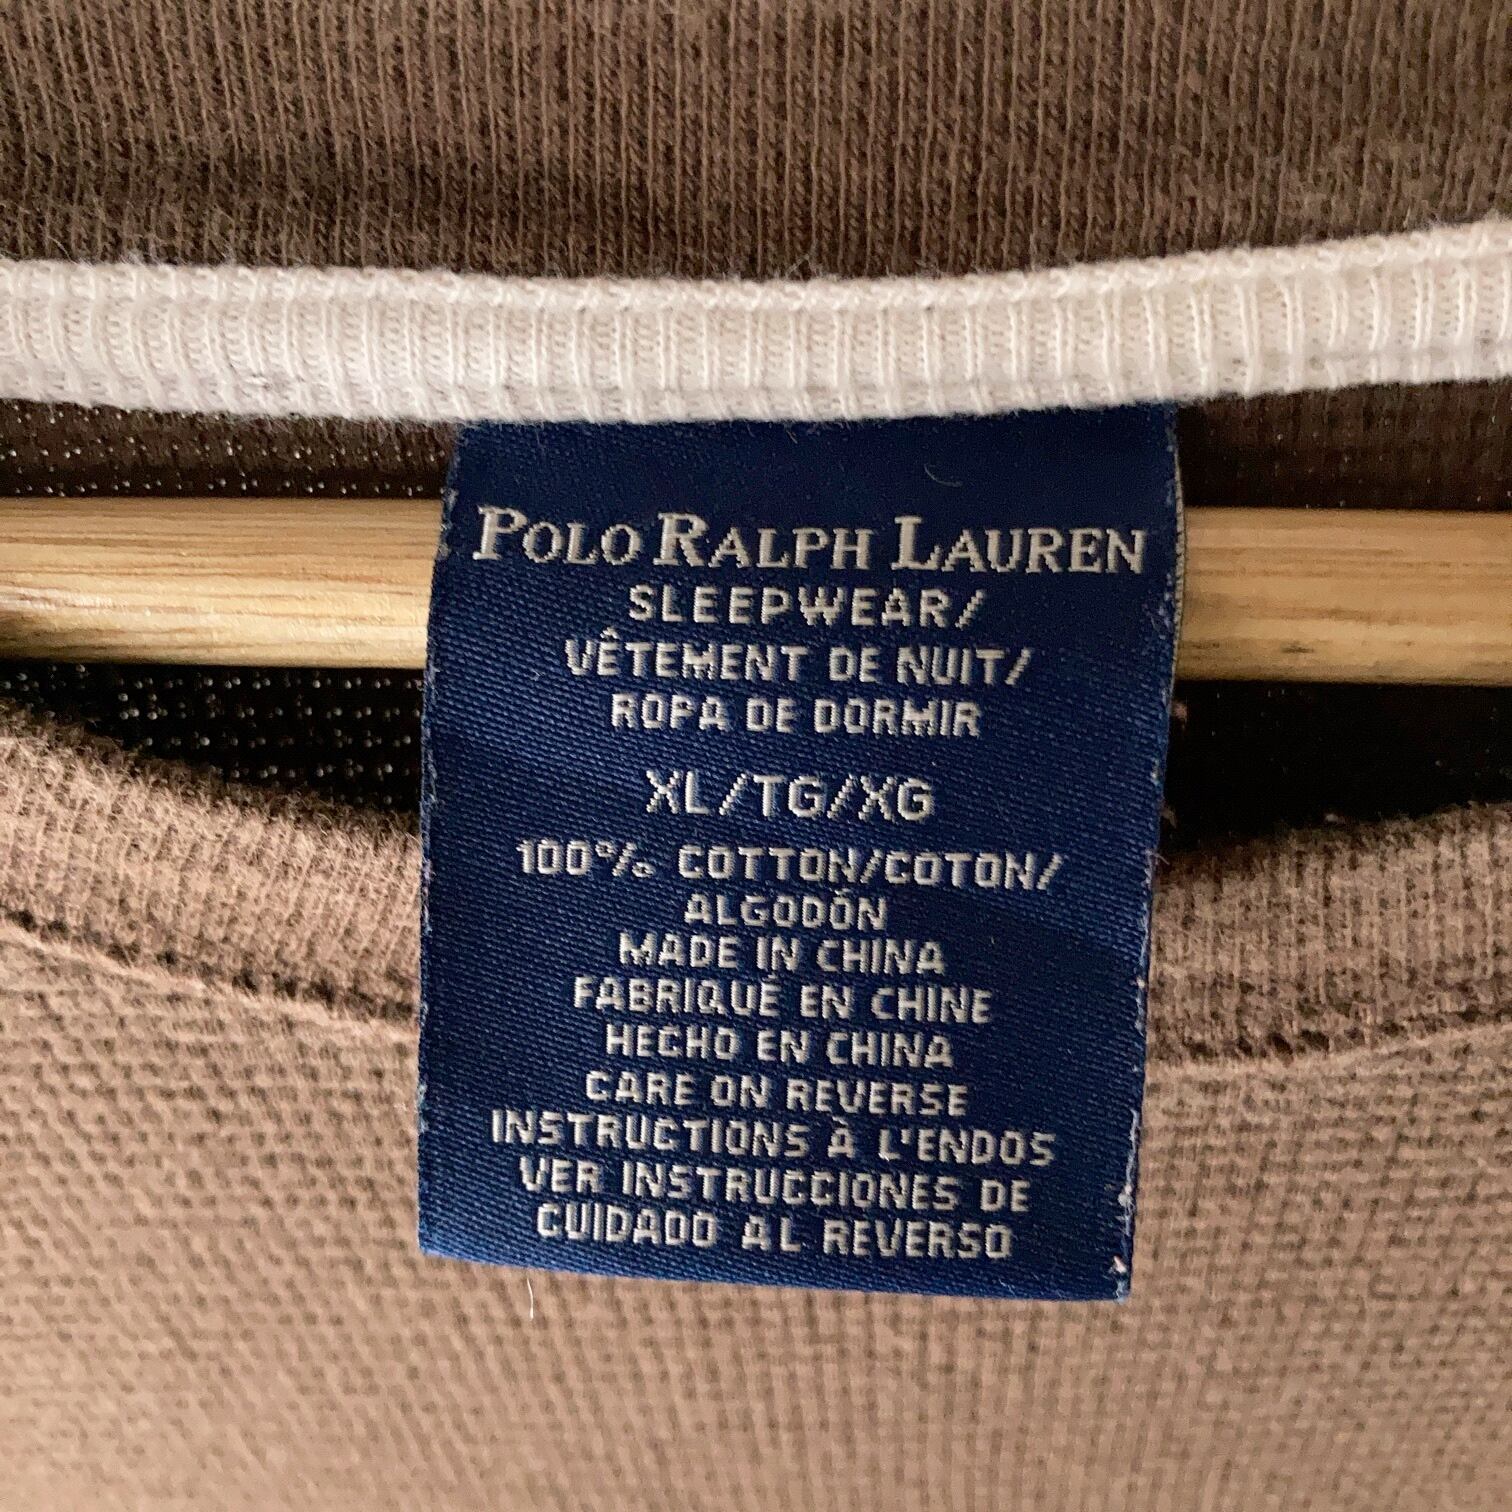 POLO RALPH LAUREN
SLEEPWEAR/
VÊTEMENT DE NUIT/
ROPA DE DORMIR
XL/TG/XG
100% COTTON/COTON/
ALGODÓN
MADE IN CHINA
FABRIQUÉ EN CHINE
HECHO EN CHINA
CARE ON REVERSE
INSTRUCTIONS À L'ENDOS
VER INSTRUCCIONES DE
CUIDADO AL REVERSO